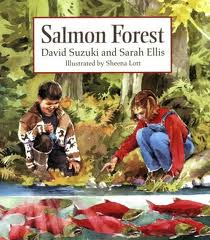 Salmon Forest
David Suzuki and Sarah Ellis
Illustrated by Sheena Lott